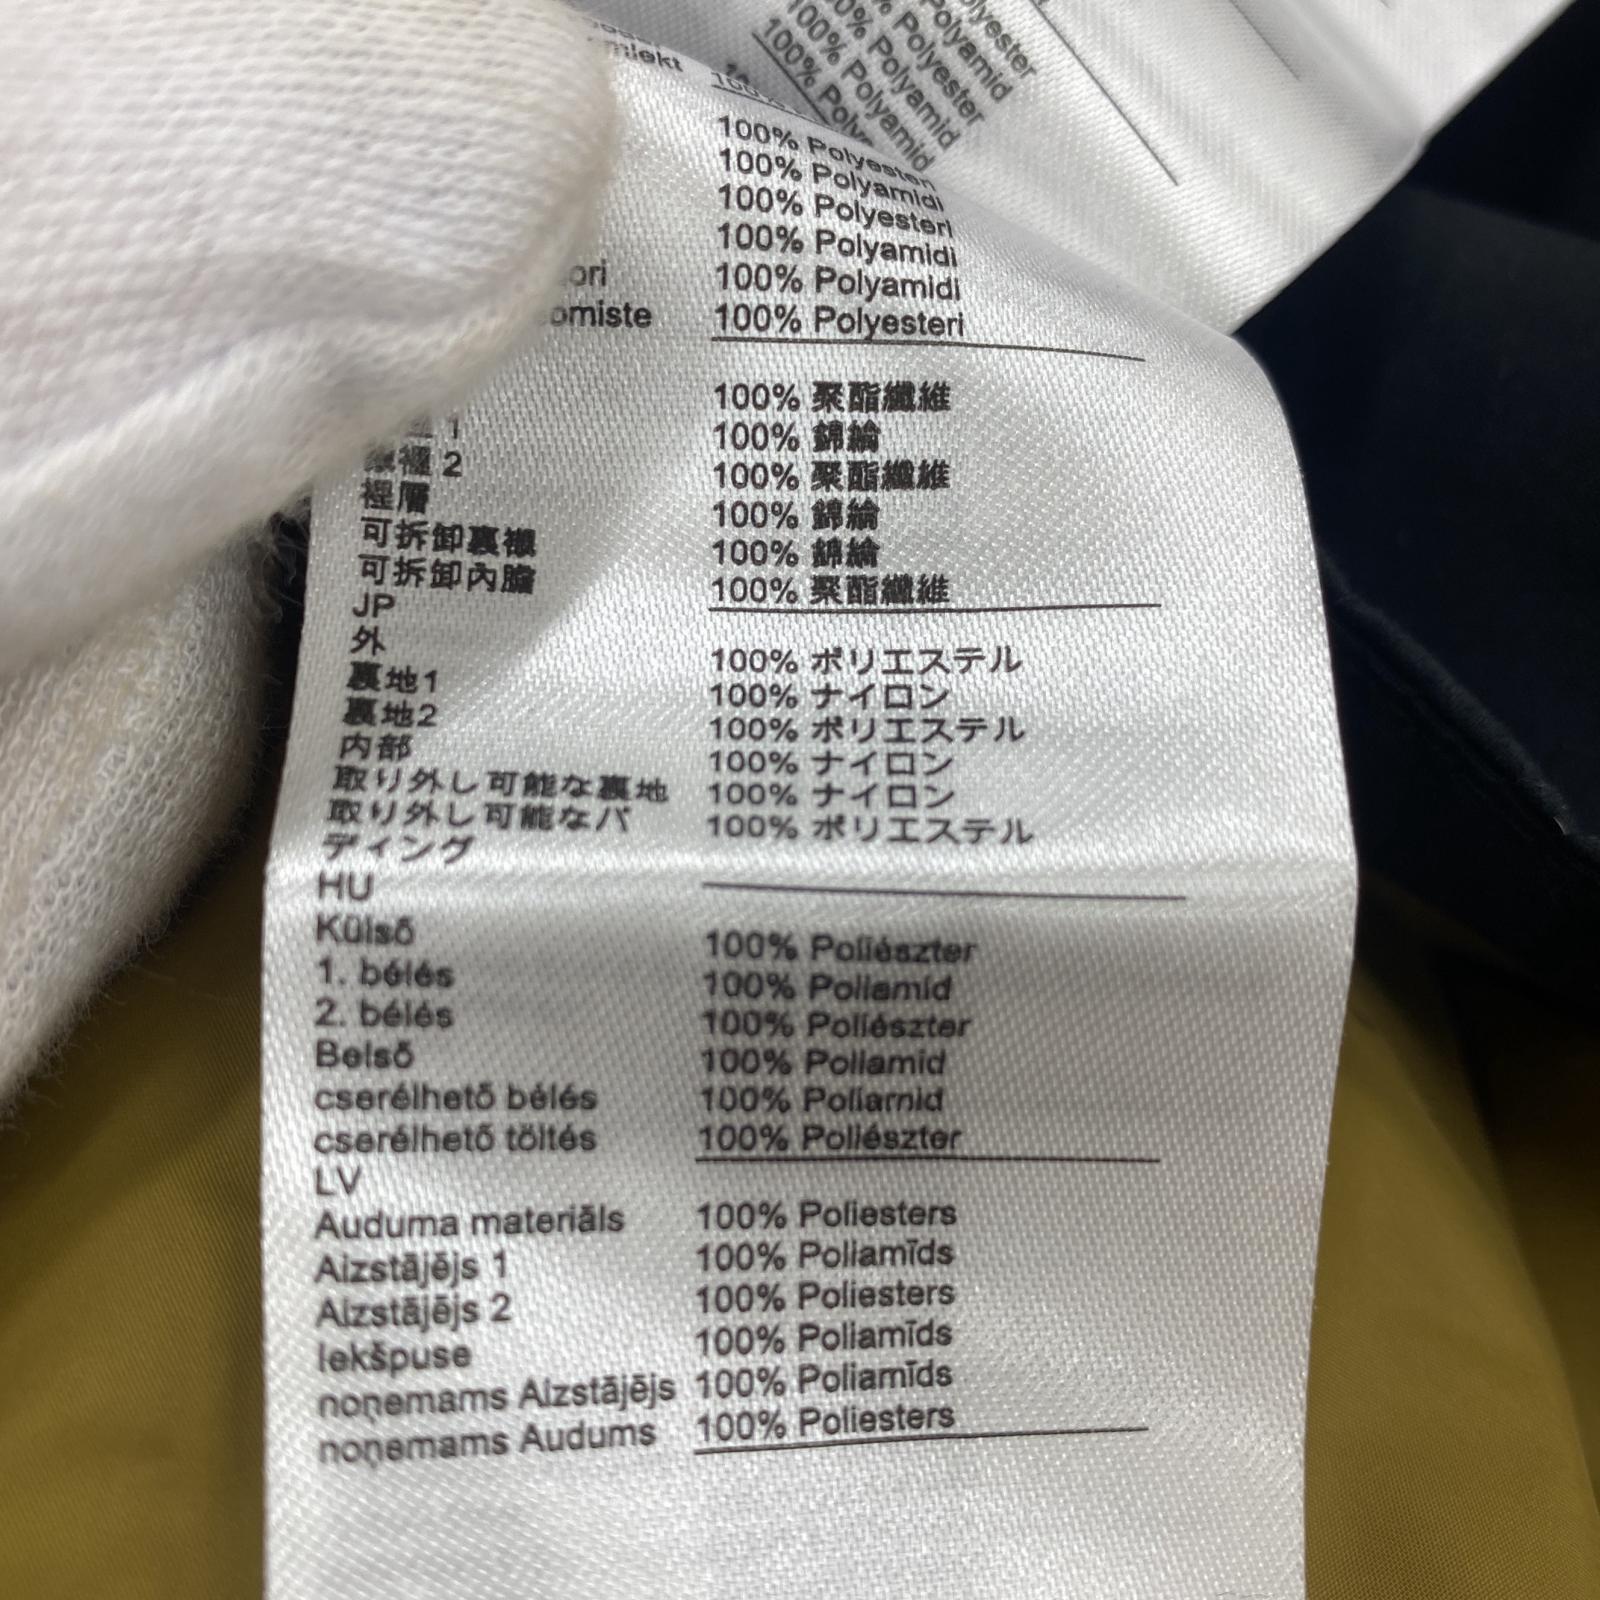 Polyester
Polyamid
Polyester
100% Polyamid
100%
100% Polyesteri
100% Polyamidi
100% Polyesteri
100% Polyamidi
100% Polyamidi
omiste 100% Polyesteri
100% 聚酯纖維
1 100% 錦綸
2 100% 聚酯纖維
裡層 100% 錦綸
可拆卸裏襯 100% 錦綸
可拆卸內膽 100% 聚酯纖維
JP
外 100% ポリエステル
裏地1 100% ナイロン
裏地2 100% ポリエステル
内部 100% ナイロン
取り外し可能な裏地 100% ナイロン
取り外し可能なパ 100% ポリエステル
ディング
HU
Külső 100% Poliészter
1. bélés 100% Poliamid
2. bélés 100% Poliészter
Belső 100% Poliamid
cserélhető bélés 100% Poliamid
cserélhető töltés 100% Poliészter
LV
Auduma materiāls 100% Poliesters
Aizstājējs 1 100% Poliamīds
Aizstājējs 2 100% Poliesters
Iekšpuse 100% Poliamīds
noņemams Aizstājējs 100% Poliamīds
noņemams Audums 100% Poliesters